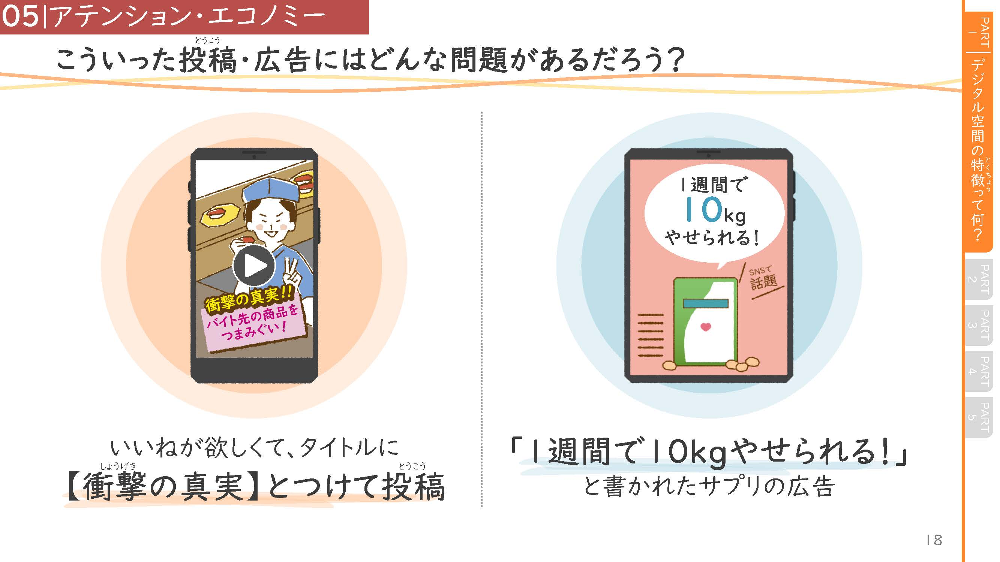 05|アテンション・エコノミー
とうこう
こういった投稿・広告にはどんな問題があるだろう？
衝撃の真実!!
バイト先の商品を
つまみぐい！
いいねが欲しくて、タイトルに
しょうげき
とうこう
【衝撃の真実】とつけて投稿
1週間で
10kg
やせられる！
SNSで
話題
「1週間で10kgやせられる！」
と書かれたサプリの広告
PART
1
デジタル空間の特徴って何？
とくちょう
PART
2
PART
3
PART
4
PART
5
18